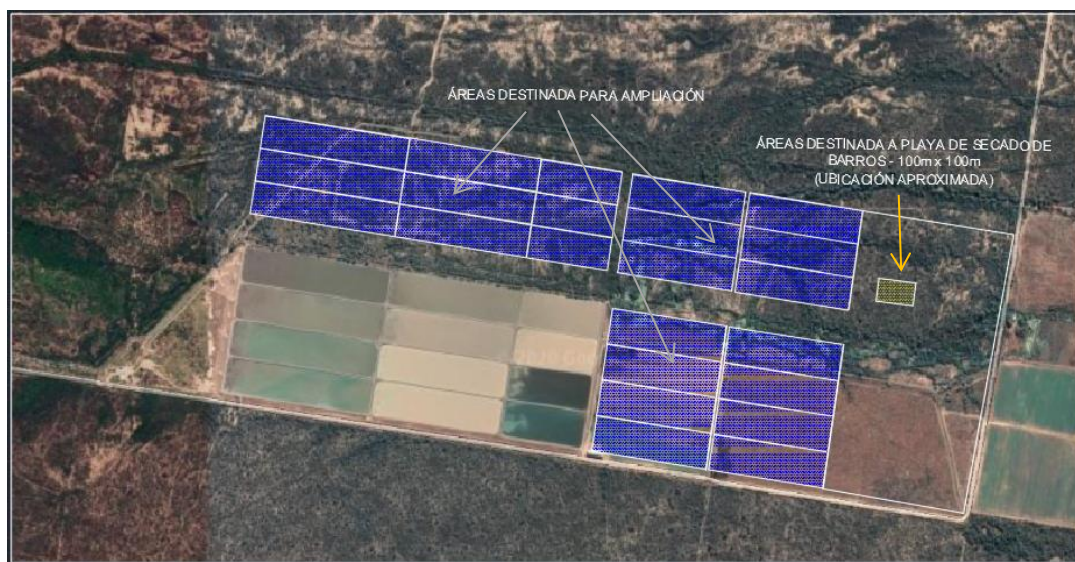 ÁREAS DESTINADA PARA AMPLIACIÓN
ÁREAS DESTINADA A PLAYA DE SECADO DE
BARROS - 100m x 100m
(UBICACIÓN APROXIMADA)